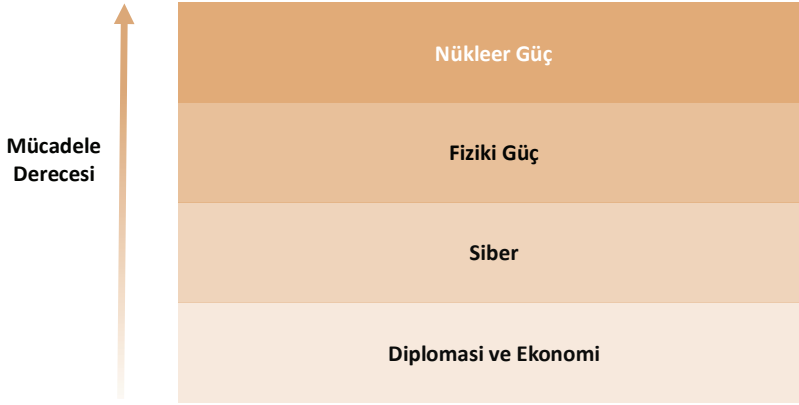 Nükleer Güç
Fiziki Güç
Mücadele
Derecesi
Siber
Diplomasi ve Ekonomi